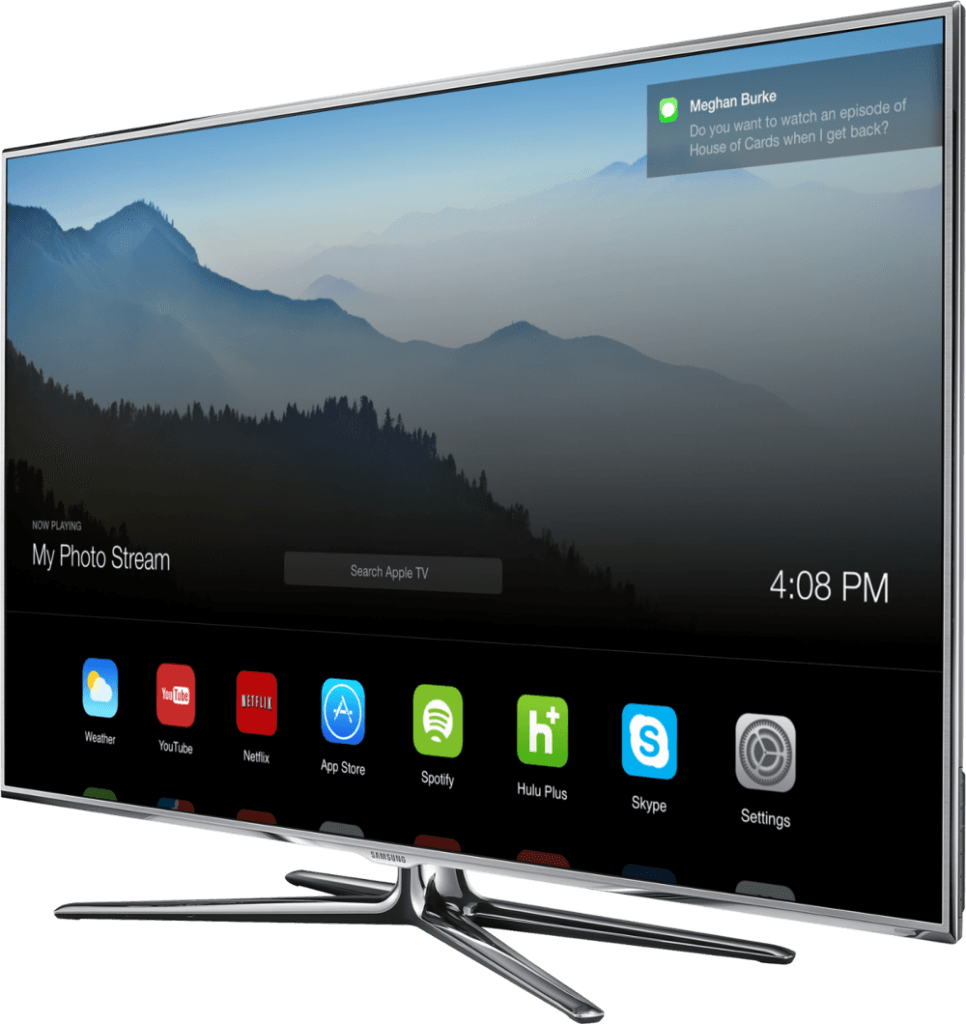 Meghan Burke
Do you want to watch an episode of
House of Cards when I get back?
NOW PLAYING
My Photo Stream
Search Apple TV
4:08 PM
YouTube
NETFLIX
h+
S
Weather
YouTube
Netflix
App Store
Spotify
Hulu Plus
Skype
Settings
SAMSUNG